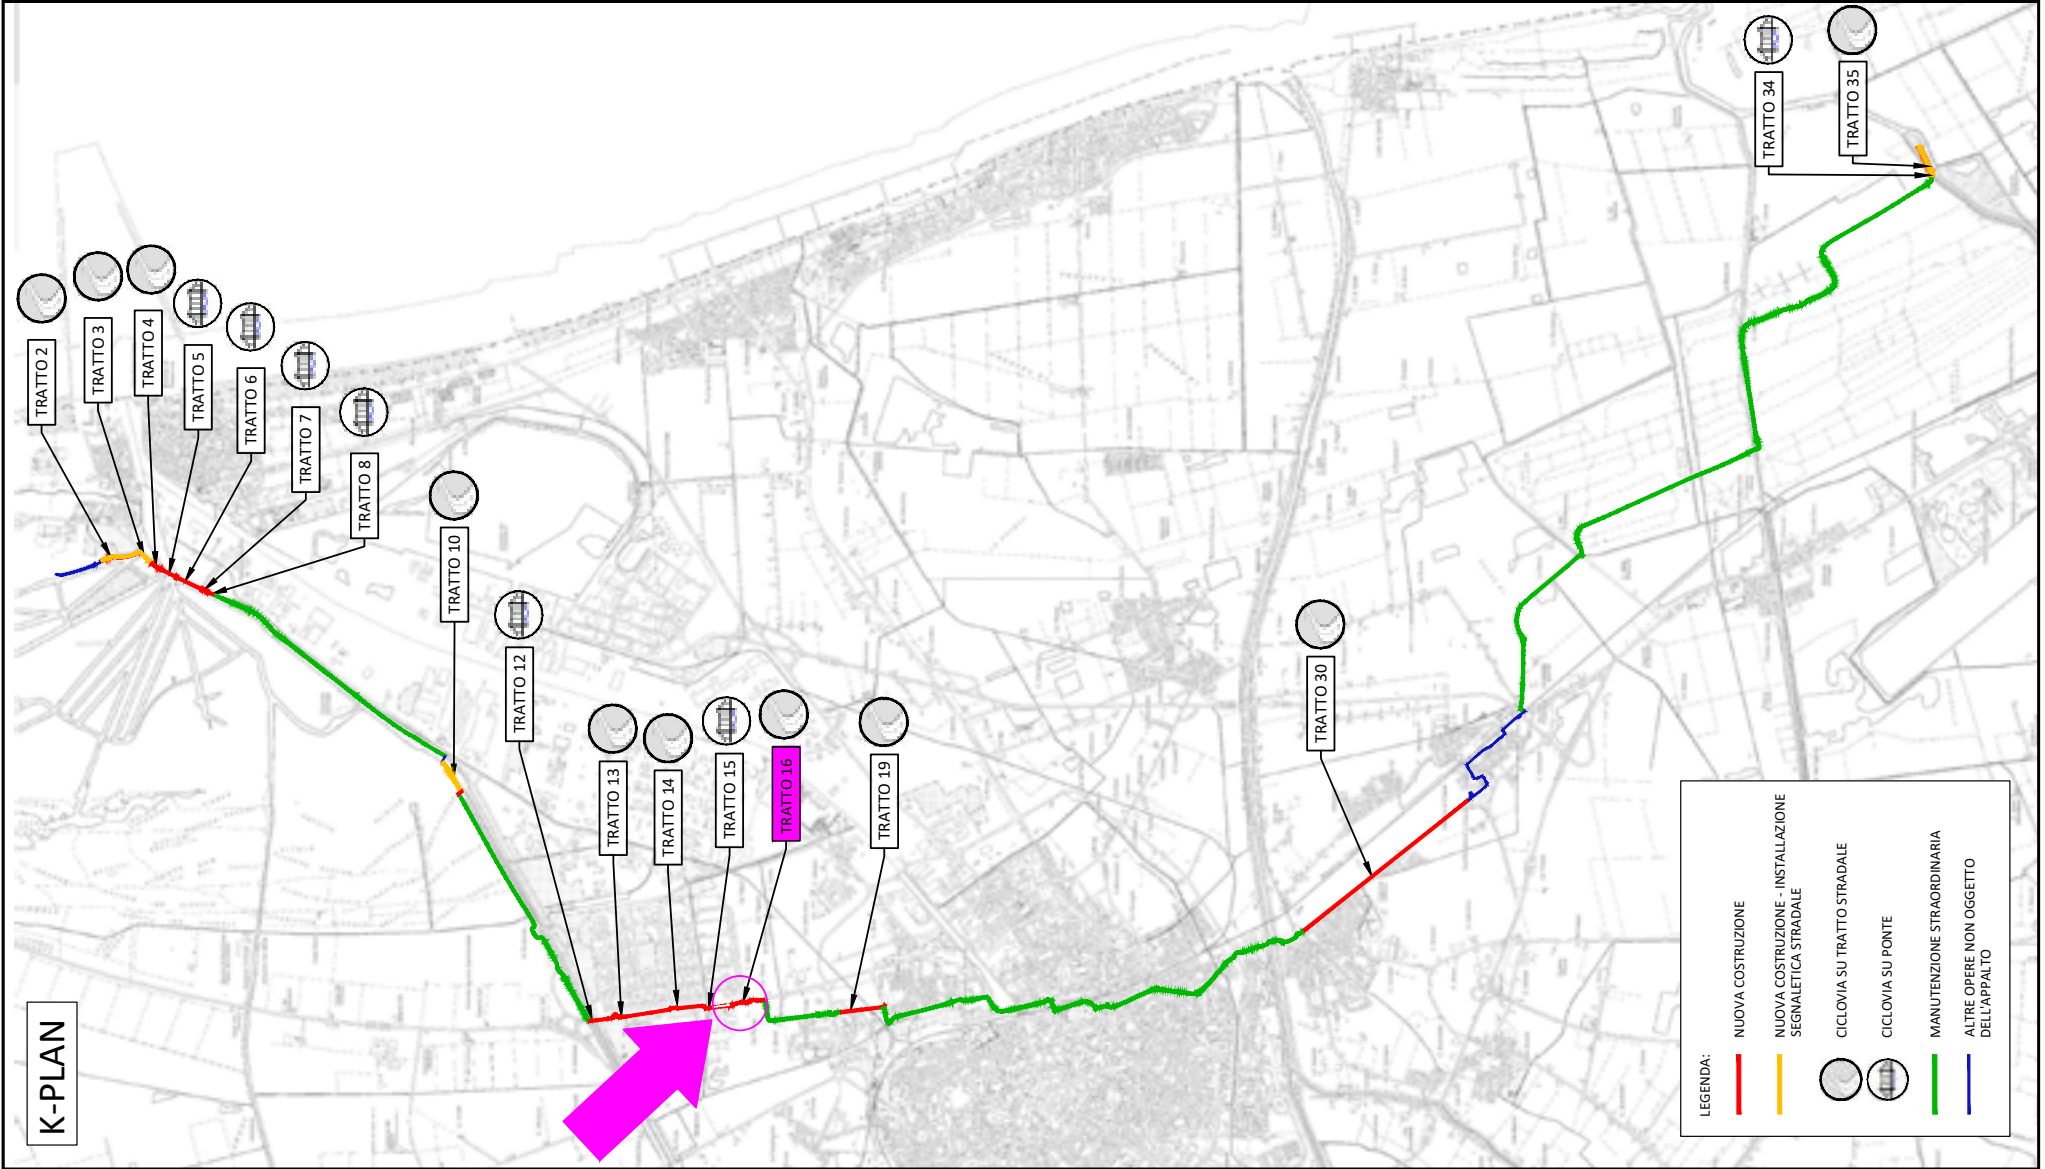 K-PLAN
TRATTO 2
TRATTO 3
TRATTO 4
TRATTO 5
TRATTO 6
TRATTO 7
TRATTO 8
TRATTO 10
TRATTO 12
TRATTO 13
TRATTO 14
TRATTO 15
TRATTO 16
TRATTO 19
TRATTO 30
TRATTO 34
TRATTO 35
LEGENDA:
NUOVA COSTRUZIONE
NUOVA COSTRUZIONE - INSTALLAZIONE
SEGNALETICA STRADALE
CICLOVIA SU TRATTO STRADALE
CICLOVIA SU PONTE
MANUTENZIONE STRAORDINARIA
ALTRE OPERE NON OGGETTO
DELL'APPALTO